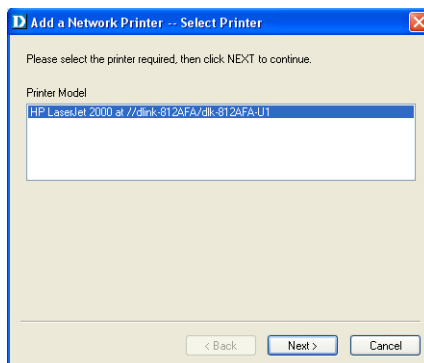 D Add a Network Printer -- Select Printer
Please select the printer required, then click NEXT to continue.
Printer Model
HP LaserJet 2000 at //dlink-812AFA/dlk-812AFA-U1
< Back Next > Cancel